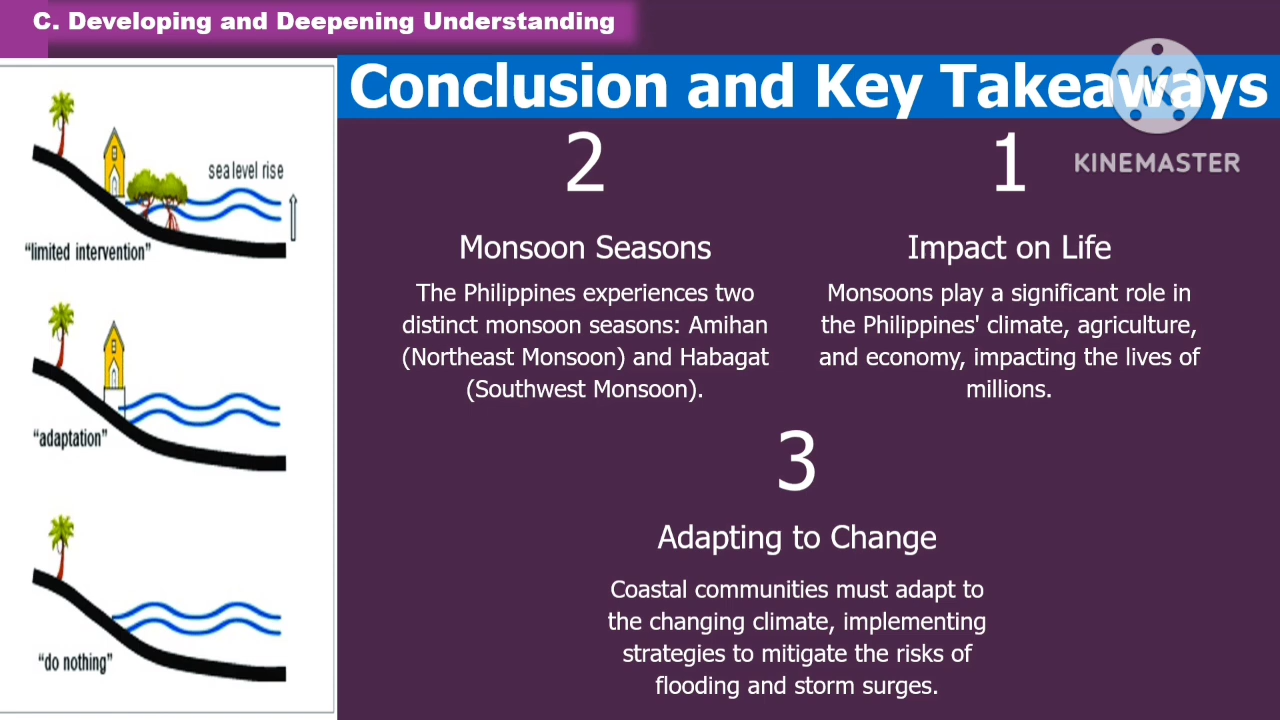 C. Developing and Deepening Understanding
Conclusion and Key Takeaways
KINEMASTER
sea level rise
"limited intervention"
"adaptation"
"do nothing"
2
Monsoon Seasons
The Philippines experiences two
distinct monsoon seasons: Amihan
(Northeast Monsoon) and Habagat
(Southwest Monsoon).
1
Impact on Life
Monsoons play a significant role in
the Philippines' climate, agriculture,
and economy, impacting the lives of
millions.
3
Adapting to Change
Coastal communities must adapt to
the changing climate, implementing
strategies to mitigate the risks of
flooding and storm surges.